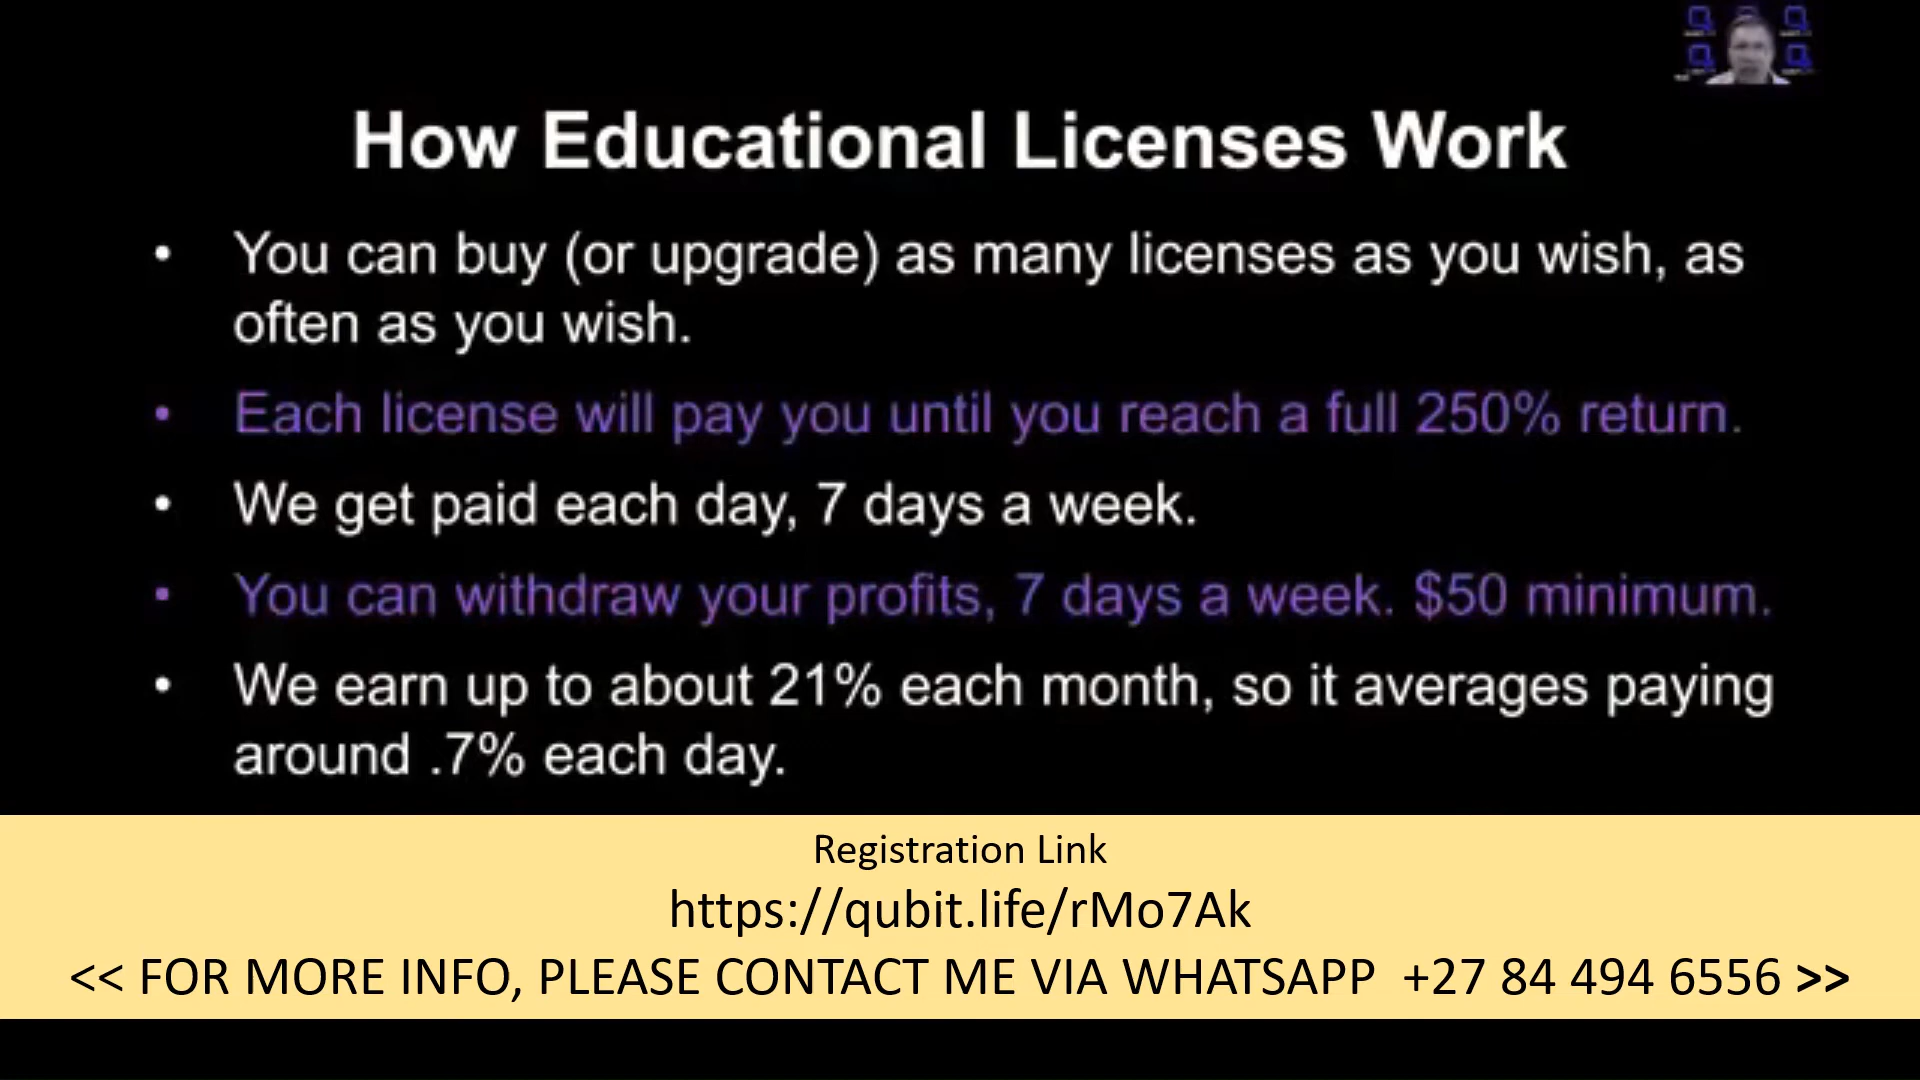 How Educational Licenses Work
• You can buy (or upgrade) as many licenses as you wish, as
often as you wish.
• Each license will pay you until you reach a full 250% return.
• We get paid each day, 7 days a week.
• You can withdraw your profits, 7 days a week. $50 minimum.
• We earn up to about 21% each month, so it averages paying
around .7% each day.
Registration Link
https://qubit.life/rMo7Ak
<< FOR MORE INFO, PLEASE CONTACT ME VIA WHATSAPP +27 84 494 6556 >>